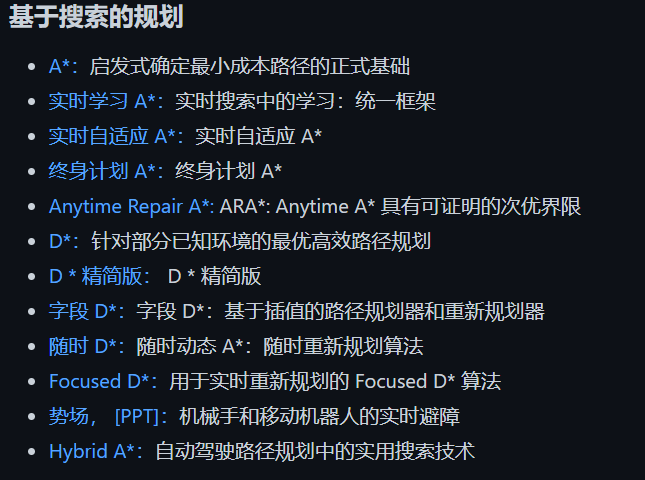 基于搜索的规划
A*：启发式确定最小成本路径的正式基础
实时学习 A*：实时搜索中的学习：统一框架
实时自适应 A*：实时自适应 A*
终身计划 A*：终身计划 A*
Anytime Repair A*: ARA*: Anytime A* 具有可证明的次优界限
D*：针对部分已知环境的最优高效路径规划
D * 精简版： D * 精简版
字段 D*：字段 D*：基于插值的路径规划器和重新规划器
随时 D*：随时动态 A*：随时重新规划算法
Focused D*：用于实时重新规划的 Focused D* 算法
势场， [PPT]：机械手和移动机器人的实时避障
Hybrid A*：自动驾驶路径规划中的实用搜索技术